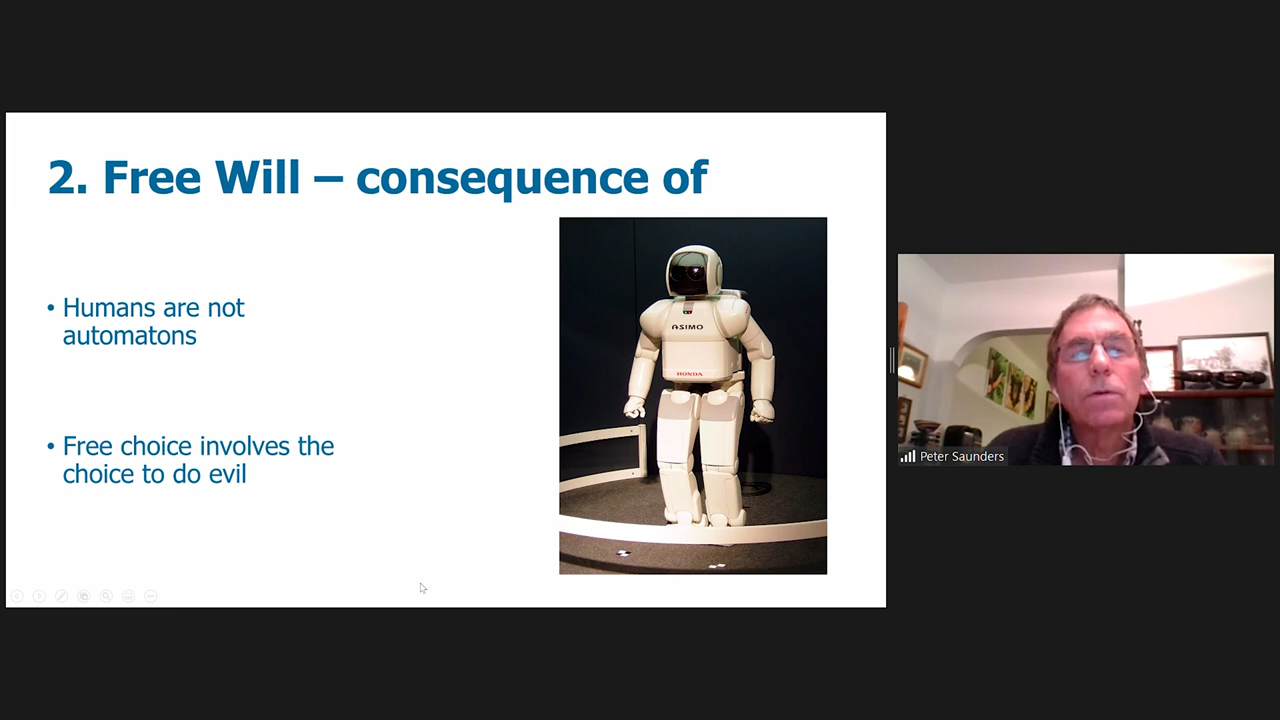 2. Free Will – consequence of
• Humans are not
automatons
• Free choice involves the
choice to do evil
ASIMO
HONDA
Peter Saunders